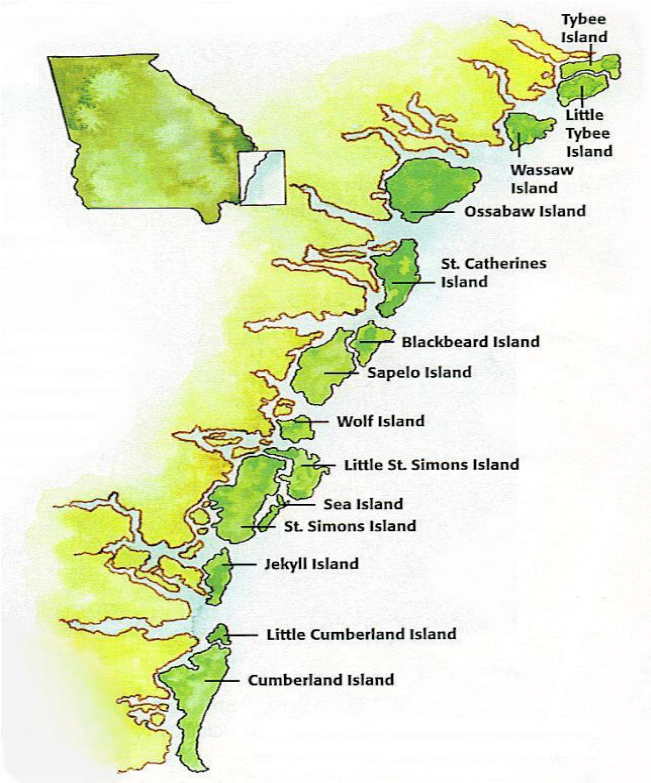 Tybee
Island
Little
Tybee
Island
Wassaw
Island
Ossabaw Island
St. Catherines
Island
Blackbeard Island
Sapelo Island
Wolf Island
Little St. Simons Island
Sea Island
St. Simons Island
Jekyll Island
Little Cumberland Island
Cumberland Island